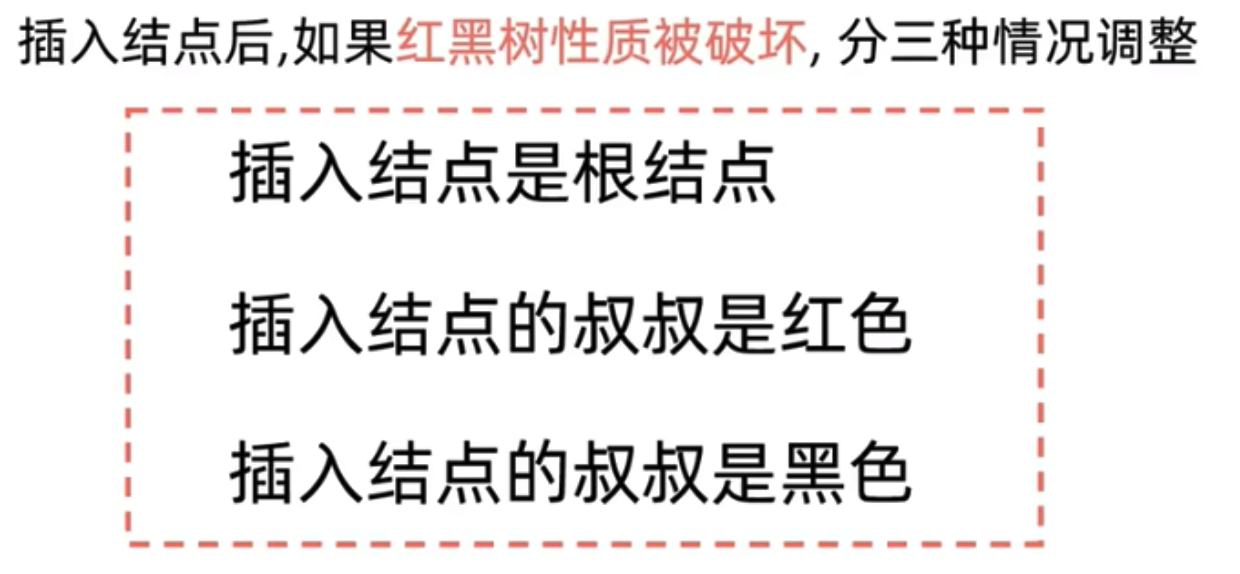 插入结点后,如果红黑树性质被破坏, 分三种情况调整
插入结点是根结点
插入结点的叔叔是红色
插入结点的叔叔是黑色